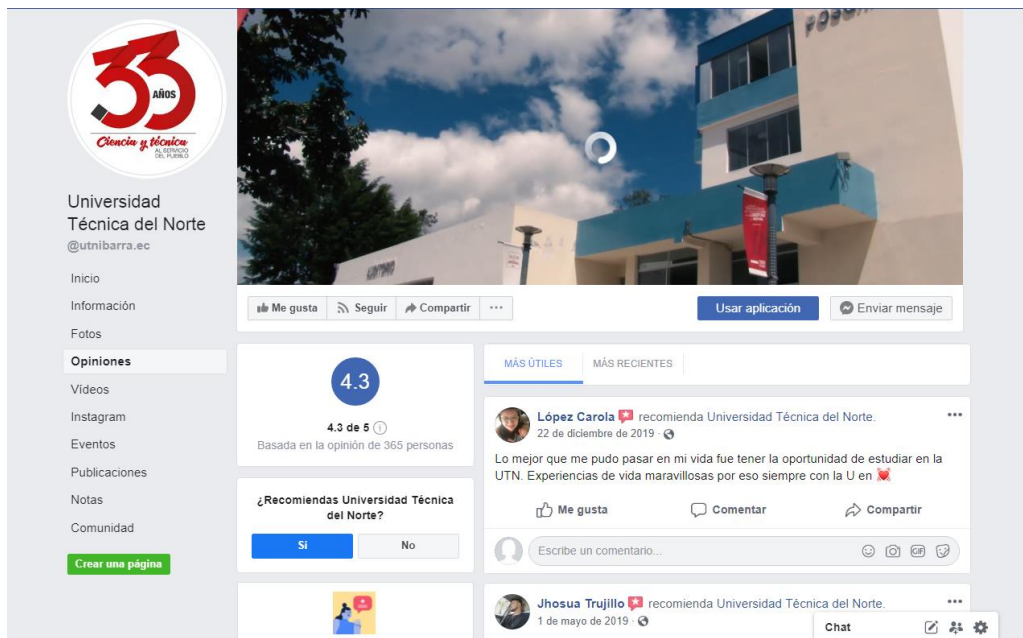 33
AÑOS
Ciencia y técnica
AL SERVICIO
DEL PUEBLO
Universidad
Técnica del Norte
@utnibarra.ec
Inicio
Información
Fotos
Opiniones
Vídeos
Instagram
Eventos
Publicaciones
Notas
Comunidad
Crear una página
Me gusta
Seguir
Compartir
···
Usar aplicación
Enviar mensaje
4.3
4.3 de 5
Basada en la opinión de 365 personas
¿Recomiendas Universidad Técnica
del Norte?
Sí
No
MÁS ÚTILES
MÁS RECIENTES
López Carola recomienda Universidad Técnica del Norte.
22 de diciembre de 2019 ·
Lo mejor que me pudo pasar en mi vida fue tener la oportunidad de estudiar en la
UTN. Experiencias de vida maravillosas por eso siempre con la U en
Me gusta
Comentar
Compartir
Escribe un comentario...
GIF
Jhosua Trujillo recomienda Universidad Técnica del Norte.
1 de mayo de 2019 ·
Chat